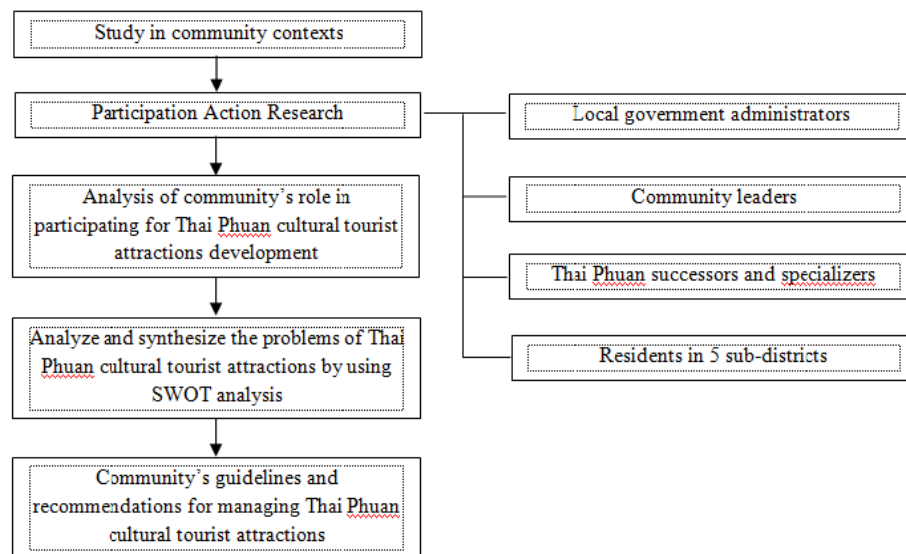 Study in community contexts
Participation Action Research
Analysis of community's role in
participating for Thai Phuan cultural tourist
attractions development
Analyze and synthesize the problems of Thai
Phuan cultural tourist attractions by using
SWOT analysis
Community's guidelines and
recommendations for managing Thai Phuan
cultural tourist attractions
Local government administrators
Community leaders
Thai Phuan successors and specializers
Residents in 5 sub-districts